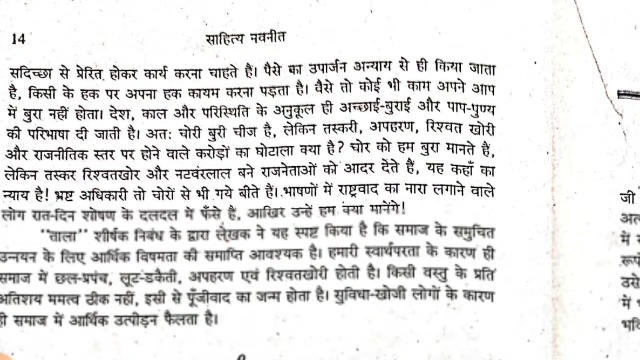 14 साहित्य नवनीत
सदिच्छा से प्रेरित होकर कार्य करना चाहते है। पैसे का उपार्जन अन्याय से ही किया जाता
है, किसी के हक पर अपना हक कायम करना पड़ता है। वैसे तो कोई भी काम अपने आप
में बुरा नहीं होता। देश, काल और परिस्थिति के अनुकूल ही अच्छाई-बुराई और पाप-पुण्य
की परिभाषा दी जाती है। अतः चोरी बुरी चीज है, लेकिन तस्करी, अपहरण, रिश्वत खोरी
और राजनीतिक स्तर पर होने वाले करोड़ों का घोटाला क्या है? चोर को हम बुरा मानते है,
लेकिन तस्कर रिश्वतखोर और नटवंरलाल बने राजनेताओं को आदर देते हैं, यह कहाँ का
न्याय है! भ्रष्ट अधिकारी तो चोरों से भी गये बीते हैं। भाषणों में राष्ट्रवाद का नारा लगाने वाले
लोग रात-दिन शोषण के दलदल में फँसे है, आखिर उन्हें हम क्या मानेंगे!
"ताला" शीर्षक निबंध के द्वारा लेखक ने यह स्पष्ट किया है कि समाज के समुचित
उन्नयन के लिए आर्थिक विषमता की समाप्ति आवश्यक है। हमारी स्वार्थपरता के कारण ही
समाज में छल-प्रपंच, लूट-डकैती, अपहरण एवं रिश्वतखोरी होती है। किसी वस्तु के प्रति
अतिशय ममत्व ठीक नहीं, इसी से पूँजीवाद का जन्म होता है। सुविधा-खोजी लोगों के कारण
ही समाज में आर्थिक उत्पीड़न फैलता है।
जी
में
उसे
में